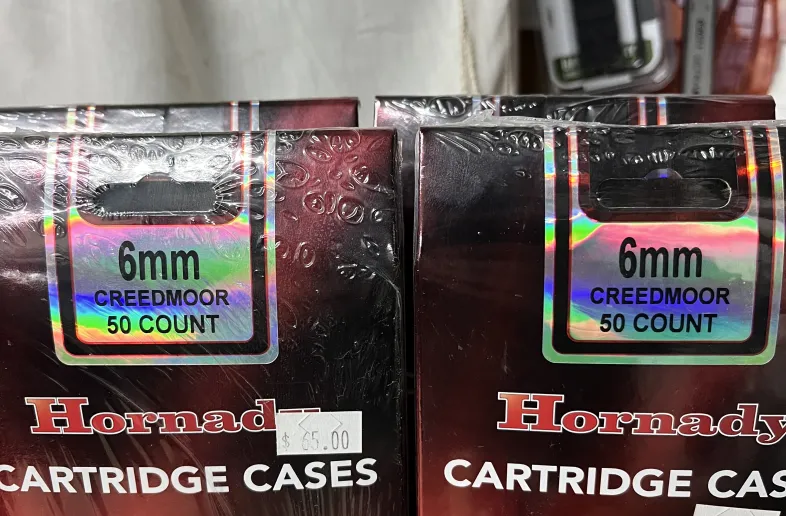 6mm
CREEDMOOR
50 COUNT
Hornady
$ 65.00
CARTRIDGE CASES
6mm
CREEDMOOR
50 COUNT
Hornady
CARTRIDGE CAS